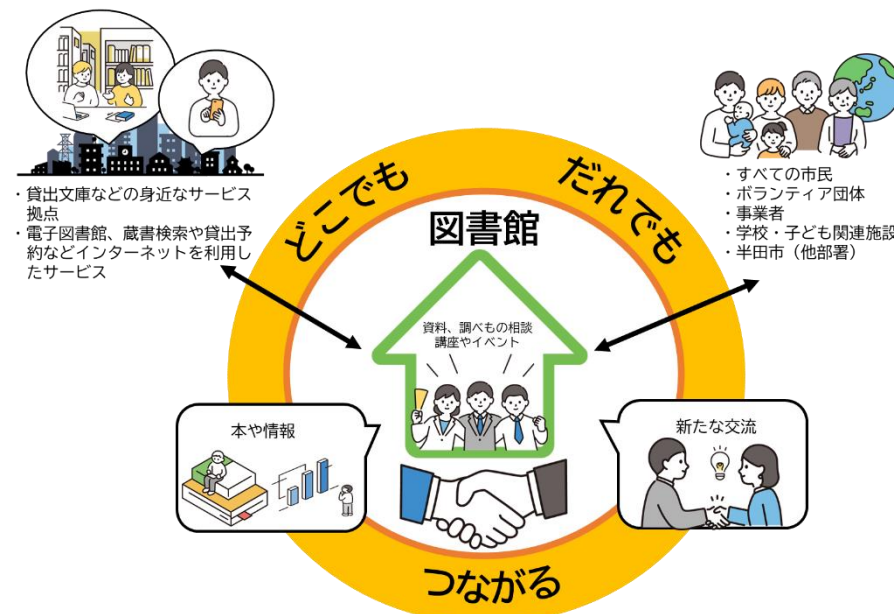 ・貸出文庫などの身近なサービス
拠点
・電子図書館、蔵書検索や貸出予
約などインターネットを利用し
たサービス
・すべての市民
・ボランティア団体
・事業者
・学校・子ども関連施設
・半田市（他部署）
どこでも
だれでも
図書館
資料、調べもの相談
講座やイベント
本や情報
新たな交流
つながる